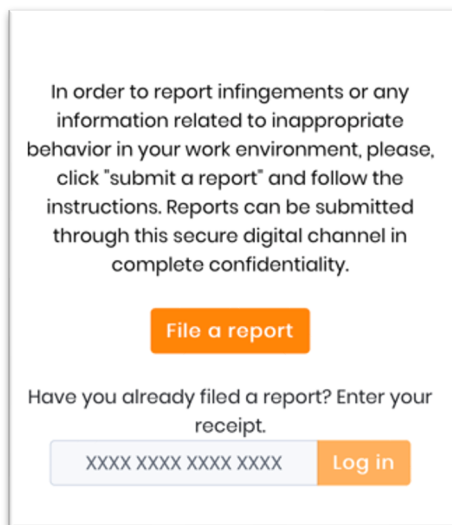 In order to report infingements or any
information related to inappropriate
behavior in your work environment, please,
click "submit a report" and follow the
instructions. Reports can be submitted
through this secure digital channel in
complete confidentiality.
File a report
Have you already filed a report? Enter your
receipt.
XXXX XXXX XXXX XXXX Log in